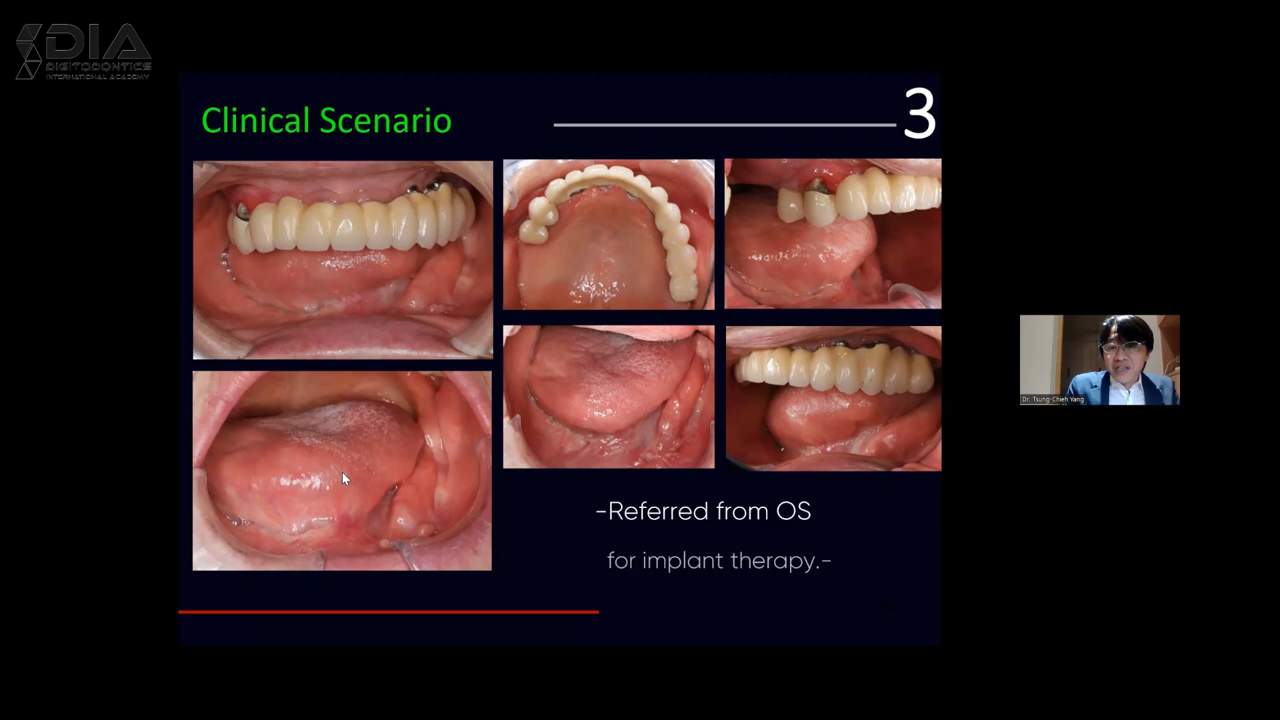 DIA
DIGITODONTICS
INTERNATIONAL ACADEMY
Clinical Scenario
3
-Referred from OS
for implant therapy.-
Dr. Tsung-Chieh Yang